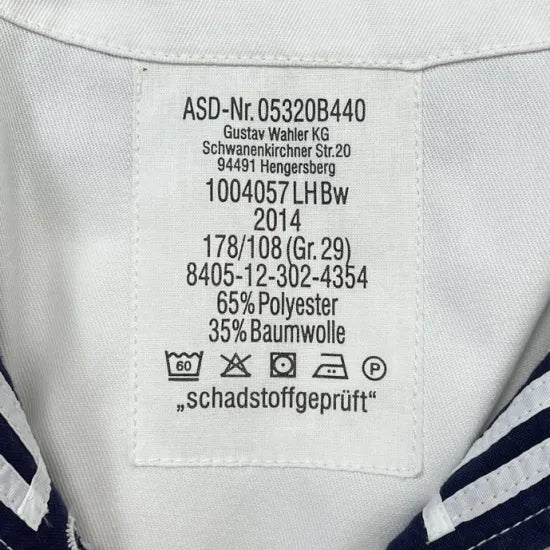 ASD-Nr. 05320B440
Gustav Wahler KG
Schwanenkirchner Str.20
94491 Hengersberg
1004057 LHBw
2014
178/108 (Gr. 29)
8405-12-302-4354
65% Polyester
35% Baumwolle
60 P
„schadstoffgeprüft"